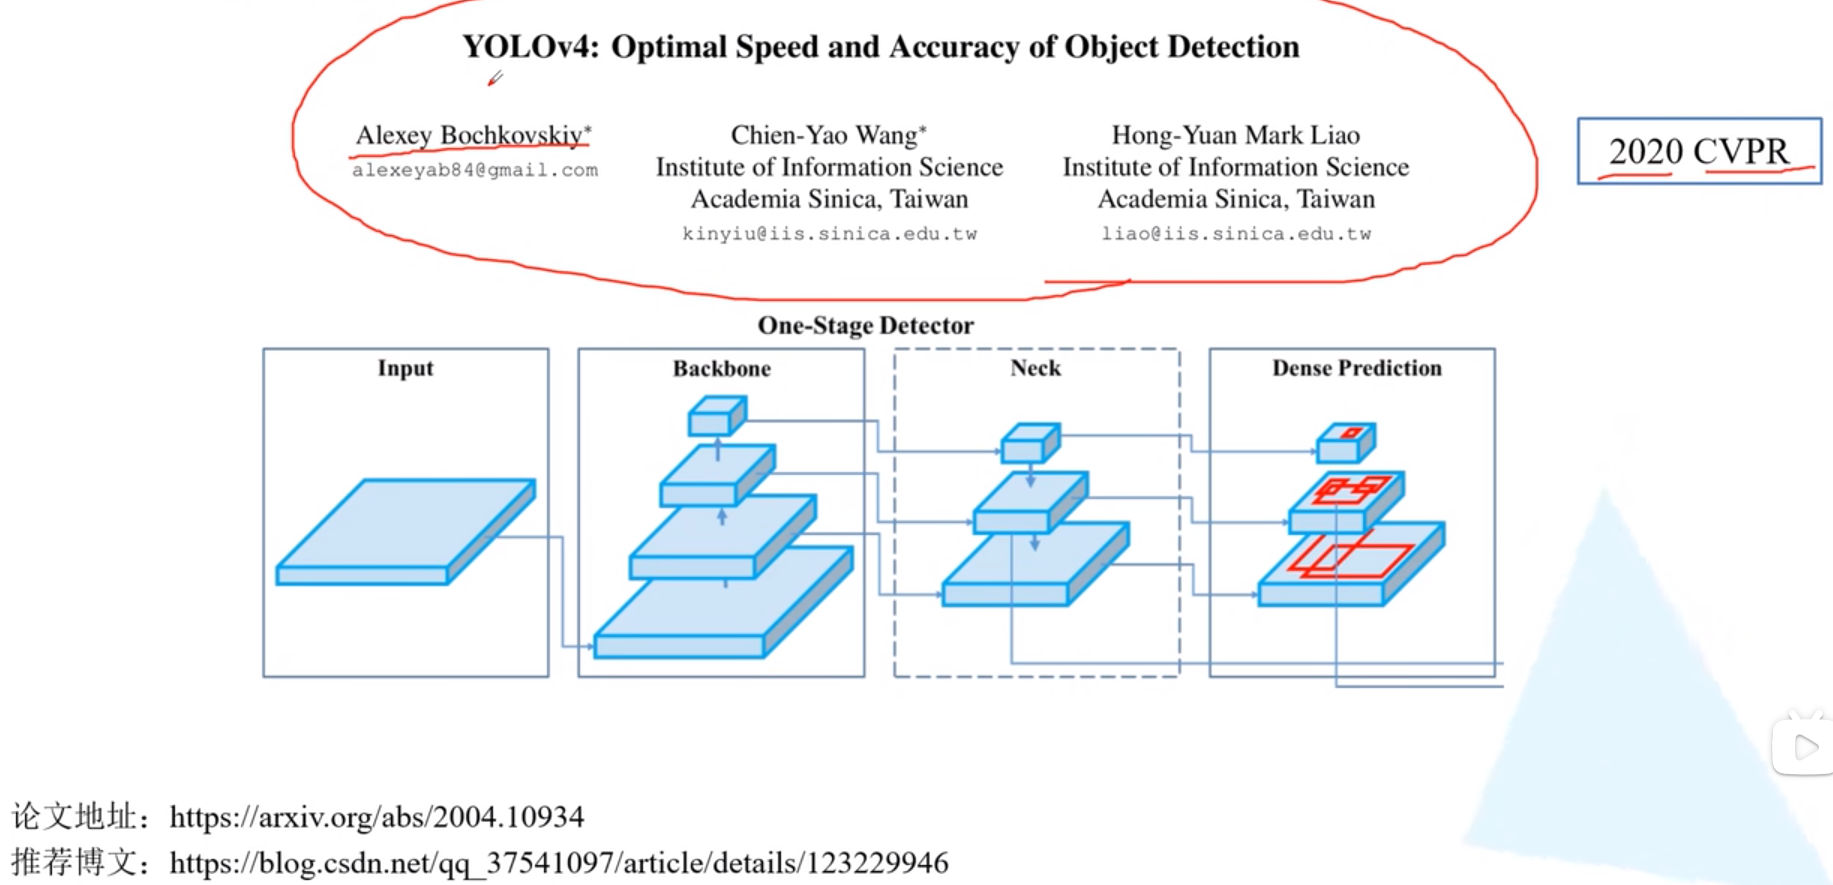 YOLOv4: Optimal Speed and Accuracy of Object Detection
Alexey Bochkovskiy*
alexeyab84@gmail.com
Chien-Yao Wang*
Institute of Information Science
Academia Sinica, Taiwan
kinyiu@iis.sinica.edu.tw
Hong-Yuan Mark Liao
Institute of Information Science
Academia Sinica, Taiwan
liao@iis.sinica.edu.tw
2020 CVPR
One-Stage Detector
Input
Backbone
Neck
Dense Prediction
论文地址：https://arxiv.org/abs/2004.10934
推荐博文：https://blog.csdn.net/qq_37541097/article/details/123229946